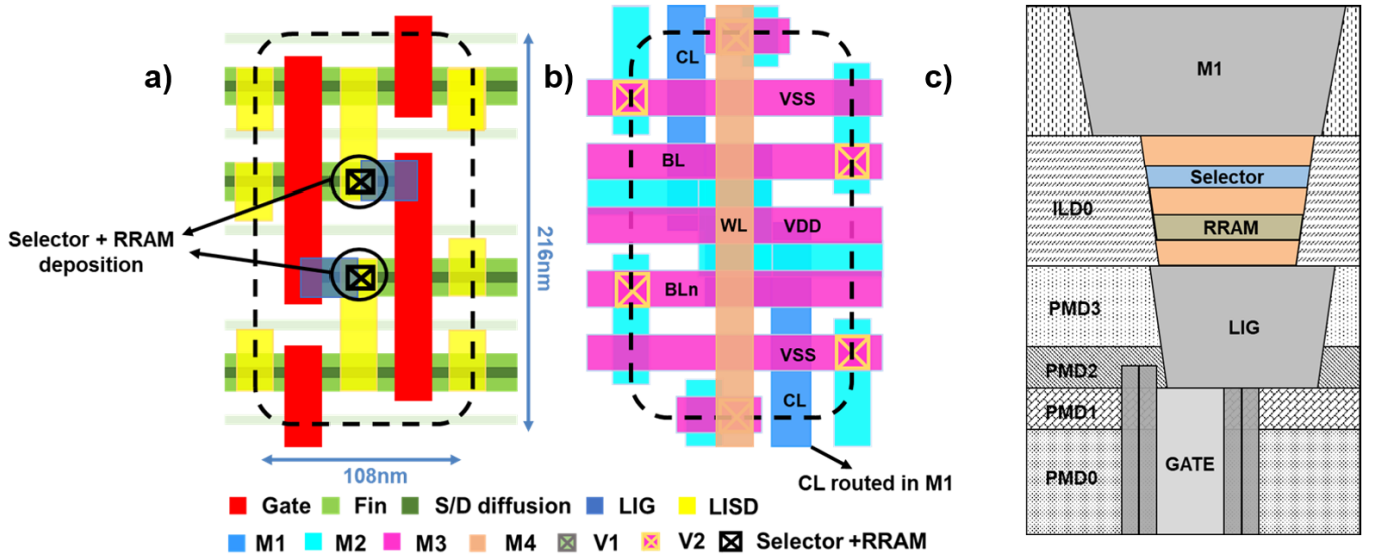 a)
Selector + RRAM
deposition
216nm
108nm
b)
CL
VSS
BL
WL
VDD
BLn
VSS
CL
CL routed in M1
c)
M1
Selector
ILD0
RRAM
PMD3
LIG
PMD2
PMD1
GATE
PMD0
Gate Fin S/D diffusion LIG LISD
M1 M2 M3 M4 V1 V2 Selector +RRAM